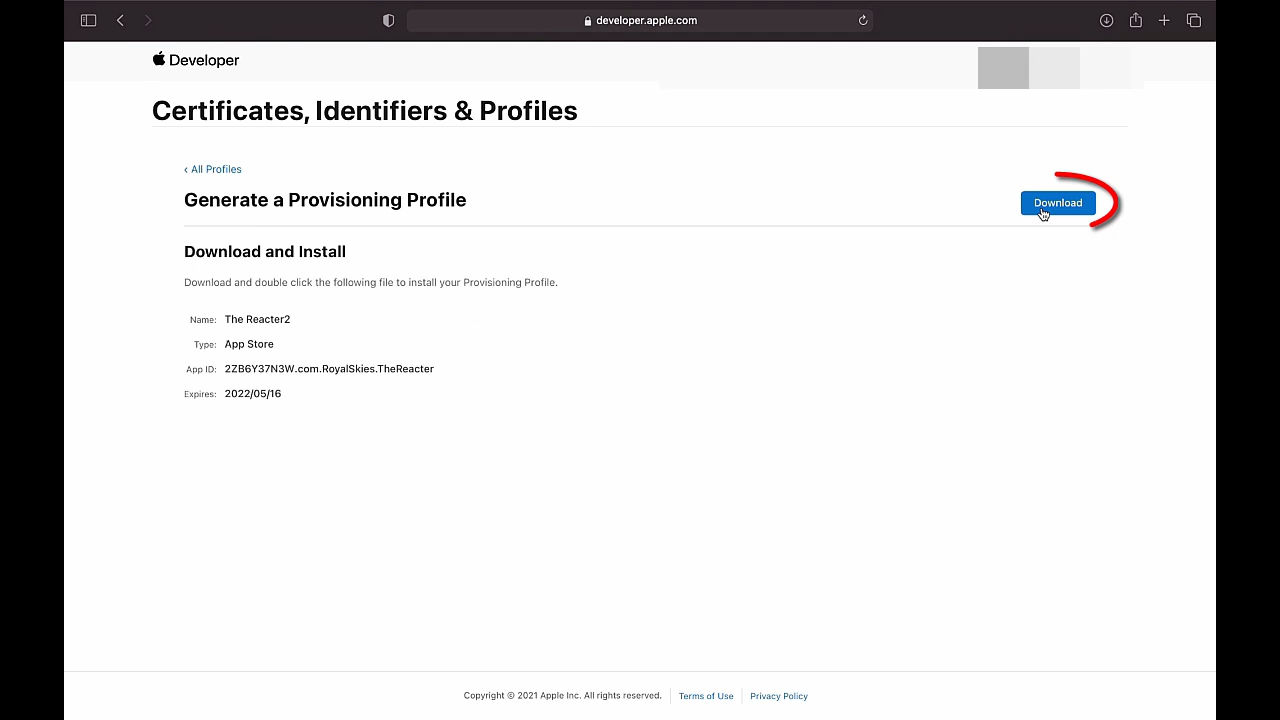 developer.apple.com
Developer
Certificates, Identifiers & Profiles
‹ All Profiles
Generate a Provisioning Profile
Download
Download and Install
Download and double click the following file to install your Provisioning Profile.
Name: The Reacter2
Type: App Store
App ID: 2ZB6Y37N3W.com.RoyalSkies.TheReacter
Expires: 2022/05/16
Copyright © 2021 Apple Inc. All rights reserved. Terms of Use Privacy Policy